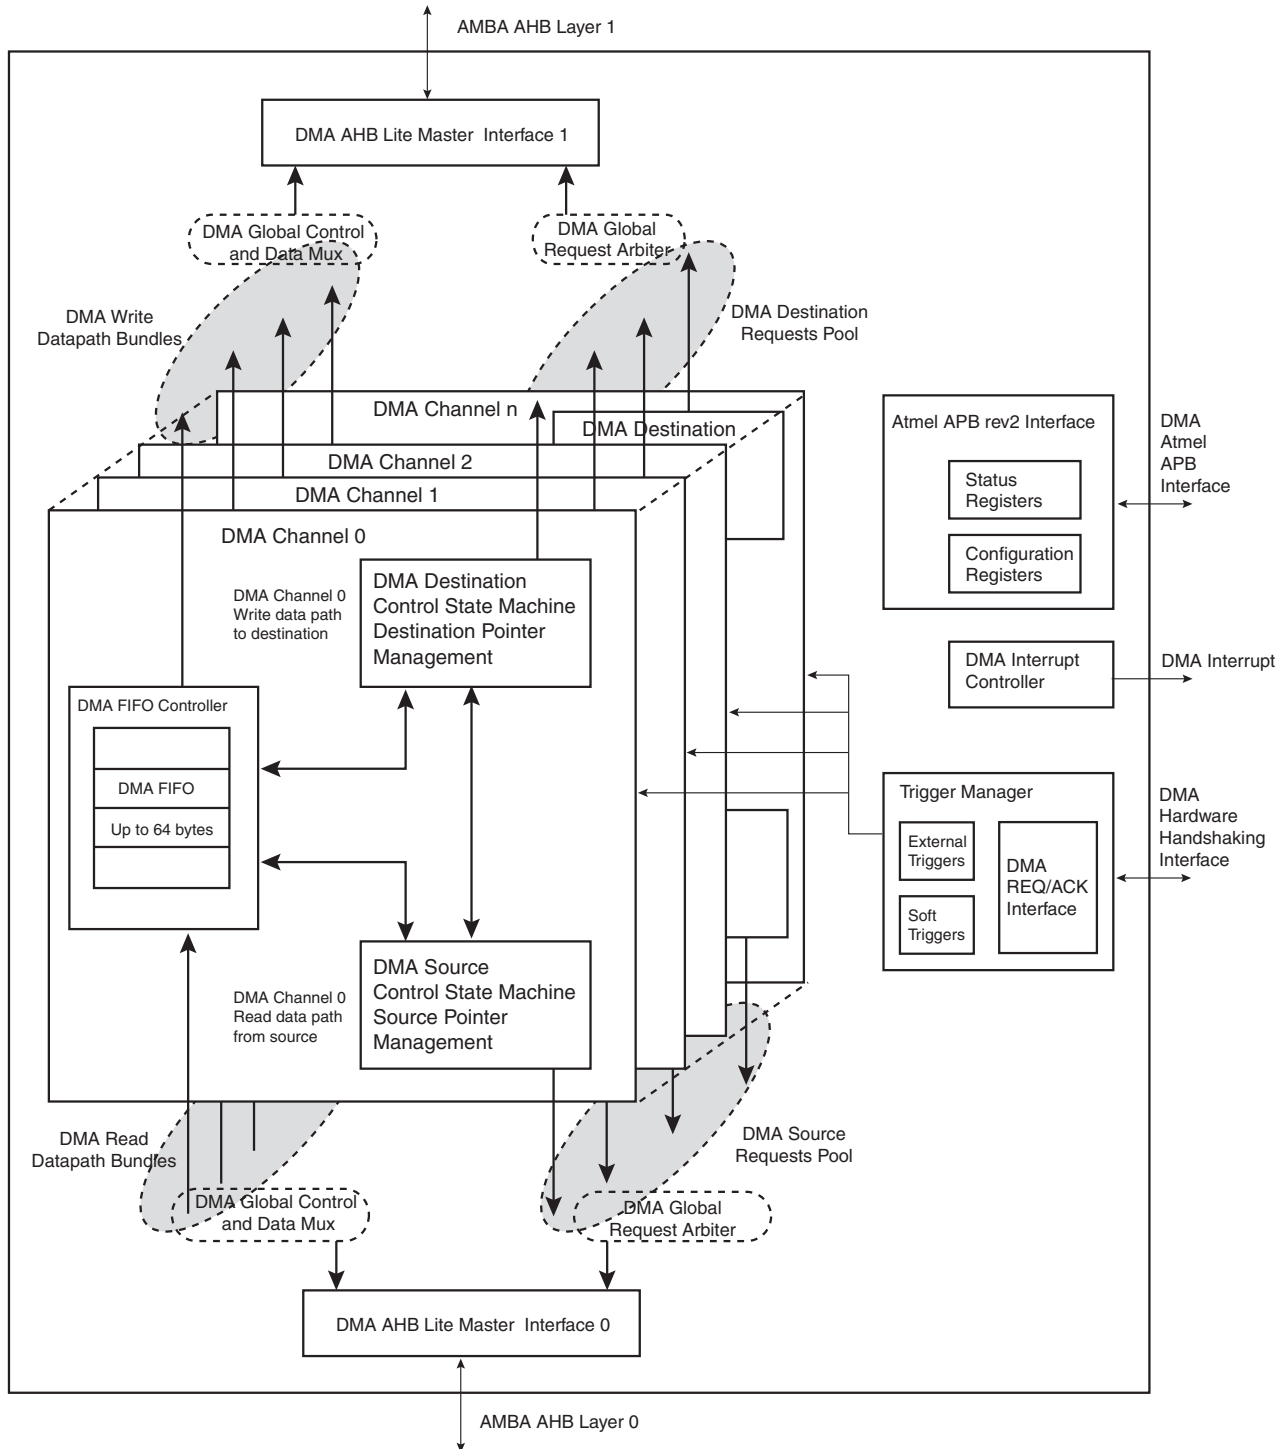 AMBA AHB Layer 1
DMA AHB Lite Master Interface 1
DMA Global Control
and Data Mux
DMA Global
Request Arbiter
DMA Write
Datapath Bundles
DMA Destination
Requests Pool
DMA Channel n
DMA Destination
DMA Channel 2
DMA Channel 1
DMA Channel 0
DMA Destination
Control State Machine
Destination Pointer
Management
DMA Channel 0
Write data path
to destination
DMA FIFO Controller
DMA FIFO
Up to 64 bytes
DMA Source
Control State Machine
Source Pointer
Management
DMA Channel 0
Read data path
from source
Atmel APB rev2 Interface
Status
Registers
Configuration
Registers
DMA
Atmel
APB
Interface
DMA Interrupt
Controller
DMA Interrupt
Trigger Manager
External
Triggers
Soft
Triggers
DMA
REQ/ACK
Interface
DMA
Hardware
Handshaking
Interface
DMA Read
Datapath Bundles
DMA Source
Requests Pool
DMA Global Control
and Data Mux
DMA Global
Request Arbiter
DMA AHB Lite Master Interface 0
AMBA AHB Layer 0